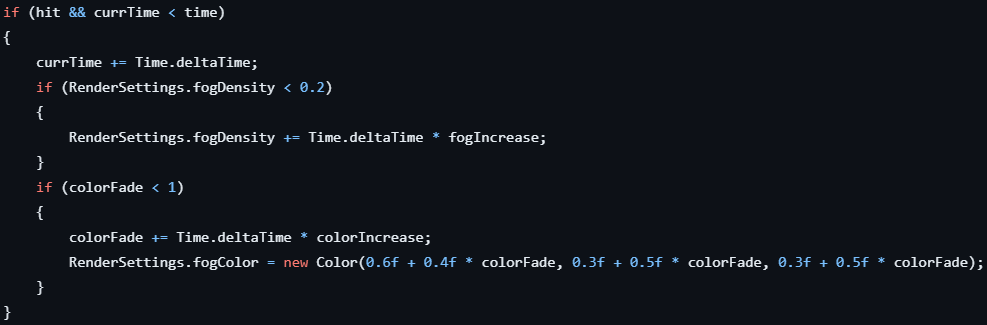 if (hit && currTime < time)
{
    currTime += Time.deltaTime;
    if (RenderSettings.fogDensity < 0.2)
    {
        RenderSettings.fogDensity += Time.deltaTime * fogIncrease;
    }
    if (colorFade < 1)
    {
        colorFade += Time.deltaTime * colorIncrease;
        RenderSettings.fogColor = new Color(0.6f + 0.4f * colorFade, 0.3f + 0.5f * colorFade, 0.3f + 0.5f * colorFade);
    }
}